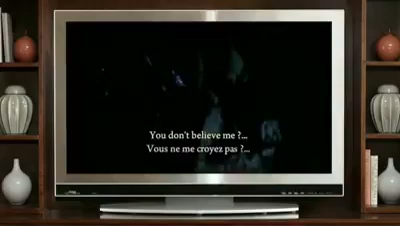 You don't believe me ?...
Vous ne me croyez pas ?...